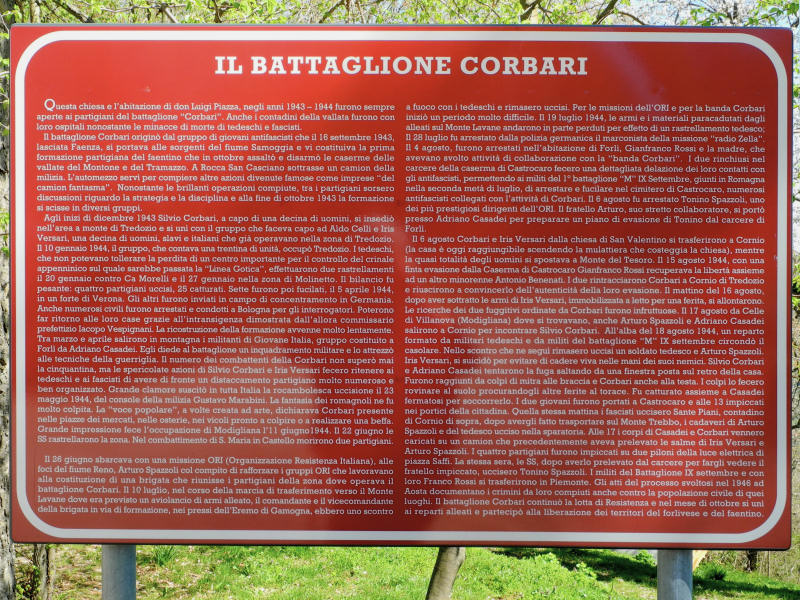 IL BATTAGLIONE CORBARI
Questa chiesa e l'abitazione di don Luigi Piazza, negli anni 1943 – 1944 furono sempre
aperte ai partigiani del battaglione "Corbari". Anche i contadini della vallata furono con
loro ospitali nonostante le minacce di morte di tedeschi e fascisti.
Il battaglione Corbari originò dal gruppo di giovani antifascisti che il 16 settembre 1943,
lasciata Faenza, si portava alle sorgenti del fiume Samoggia e vi costituiva la prima
formazione partigiana del faentino che in ottobre assaltò e disarmò le caserme delle
vallate del Montone e del Tramazzo. A Rocca San Casciano sottrasse un camion della
milizia. L'automezzo servì per compiere altre azioni divenute famose come imprese "del
camion fantasma". Nonostante le brillanti operazioni compiute, tra i partigiani sorsero
discussioni riguardo la strategia e la disciplina e alla fine di ottobre 1943 la formazione
si scisse in diversi gruppi.
Agli inizi di dicembre 1943 Silvio Corbari, a capo di una decina di uomini, si insediò
nell'area a monte di Tredozio e si unì con il gruppo che faceva capo ad Aldo Celli e Iris
Versari, una decina di uomini, slavi e italiani che già operavano nella zona di Tredozio.
Il 10 gennaio 1944, il gruppo, che contava una trentina di unità, occupò Tredozio. I tedeschi,
che non potevano tollerare la perdita di un centro importante per il controllo del crinale
appenninico sul quale sarebbe passata la "Linea Gotica", effettuarono due rastrellamenti
il 20 gennaio contro Ca Morelli e il 27 gennaio nella zona di Molinetto. Il bilancio fu
pesante: quattro partigiani uccisi, 25 catturati. Sette furono poi fucilati, il 5 aprile 1944,
in un forte di Verona. Gli altri furono inviati in campo di concentramento in Germania.
Anche numerosi civili furono arrestati e condotti a Bologna per gli interrogatori. Poterono
far ritorno alle loro case grazie all'intransigenza dimostrata dall'allora commissario
prefettizio Iacopo Vespignani. La ricostruzione della formazione avvenne molto lentamente.
Tra marzo e aprile salirono in montagna i militanti di Giovane Italia, gruppo costituito a
Forlì da Adriano Casadei. Egli diede al battaglione un inquadramento militare e lo attrezzò
alle tecniche della guerriglia. Il numero dei combattenti della Corbari non superò mai
la cinquantina, ma le spericolate azioni di Silvio Corbari e Iris Versari fecero ritenere ai
tedeschi e ai fascisti di avere di fronte un distaccamento partigiano molto numeroso e
ben organizzato. Grande clamore suscitò in tutta Italia la rocambolesca uccisione il 23
maggio 1944, del console della milizia Gustavo Marabini. La fantasia dei romagnoli ne fu
molto colpita. La "voce popolare", a volte creata ad arte, dichiarava Corbari presente
nelle piazze dei mercati, nelle osterie, nei vicoli pronto a colpire o a realizzare una beffa.
Grande impressione fece l'occupazione di Modigliana l'11 giugno1944. Il 22 giugno le
SS rastrellarono la zona. Nel combattimento di S. Maria in Castello morirono due partigiani.
Il 26 giugno sbarcava con una missione ORI (Organizzazione Resistenza Italiana), alle
foci del fiume Reno, Arturo Spazzoli col compito di rafforzare i gruppi ORI che lavoravano
alla costituzione di una brigata che riunisse i partigiani della zona dove operava il
battaglione Corbari. Il 10 luglio, nel corso della marcia di trasferimento verso il Monte
Lavane dove era previsto un aviolancio di armi alleato, il comandante e il vicecomandante
della brigata in via di formazione, nei pressi dell'Eremo di Gamogna, ebbero uno scontro
a fuoco con i tedeschi e rimasero uccisi. Per le missioni dell'ORI e per la banda Corbari
iniziò un periodo molto difficile. Il 19 luglio 1944, le armi e i materiali paracadutati dagli
alleati sul Monte Lavane andarono in parte perduti per effetto di un rastrellamento tedesco;
Il 28 luglio fu arrestato dalla polizia germanica il marconista della missione "radio Zella".
Il 4 agosto, furono arrestati nell'abitazione di Forlì, Gianfranco Rossi e la madre, che
avevano svolto attività di collaborazione con la "banda Corbari". I due rinchiusi nel
carcere della caserma di Castrocaro fecero una dettagliata delazione dei loro contatti con
gli antifascisti, permettendo ai militi del 1° battaglione "M" IX Settembre, giunti in Romagna
nella seconda metà di luglio, di arrestare e fucilare nel cimitero di Castrocaro, numerosi
antifascisti collegati con l'attività di Corbari. Il 6 agosto fu arrestato Tonino Spazzoli, uno
dei più prestigiosi dirigenti dell'ORI. Il fratello Arturo, suo stretto collaboratore, si portò
presso Adriano Casadei per preparare un piano di evasione di Tonino dal carcere di
Forlì.
Il 6 agosto Corbari e Iris Versari dalla chiesa di San Valentino si trasferirono a Cornio
(la casa è oggi raggiungibile scendendo la mulattiera che costeggia la chiesa), mentre
la quasi totalità degli uomini si spostava a Monte del Tesoro. Il 15 agosto 1944, con una
finta evasione dalla Caserma di Castrocaro Gianfranco Rossi recuperava la libertà assieme
ad un altro minorenne Antonio Benenati. I due rintracciarono Corbari a Cornio di Tredozio
e riuscirono a convincerlo dell'autenticità della loro evasione. Il mattino del 16 agosto,
dopo aver sottratto le armi di Iris Versari, immobilizzata a letto per una ferita, si allontarono.
Le ricerche dei due fuggitivi ordinate da Corbari furono infruttuose. Il 17 agosto da Celle
di Villanova (Modigliana) dove si trovavano, anche Arturo Spazzoli e Adriano Casadei
salirono a Cornio per incontrare Silvio Corbari. All'alba del 18 agosto 1944, un reparto
formato da militari tedeschi e da militi del battaglione "M" IX settembre circondò il
casolare. Nello scontro che ne seguì rimasero uccisi un soldato tedesco e Arturo Spazzoli.
Iris Versari, si suicidò per evitare di cadere viva nelle mani dei suoi nemici. Silvio Corbari
e Adriano Casadei tentarono la fuga saltando da una finestra posta sul retro della casa.
Furono raggiunti da colpi di mitra alle braccia e Corbari anche alla testa. I colpi lo fecero
rovinare al suolo procurandogli altre ferite al torace. Fu catturato assieme a Casadei
fermatosi per soccorrerlo. I due giovani furono portati a Castrocaro e alle 13 impiccati
nei portici della cittadina. Quella stessa mattina i fascisti uccisero Sante Piani, contadino
di Cornio di sopra, dopo avergli fatto trasportare sul Monte Trebbo, i cadaveri di Arturo
Spazzoli e del tedesco ucciso nella sparatoria. Alle 17 i corpi di Casadei e Corbari vennero
caricati su un camion che precedentemente aveva prelevato le salme di Iris Versari e
Arturo Spazzoli. I quattro partigiani furono impiccati su due piloni della luce elettrica di
piazza Saffi. La stessa sera, le SS, dopo averlo prelevato dal carcere per fargli vedere il
fratello impiccato, uccisero Tonino Spazzoli. I militi del Battaglione IX settembre e con
loro Franco Rossi si trasferirono in Piemonte. Gli atti del processo svoltosi nel 1946 ad
Aosta documentano i crimini da loro compiuti anche contro la popolazione civile di quei
luoghi. Il battaglione Corbari continuò la lotta di Resistenza e nel mese di ottobre si unì
ai reparti alleati e partecipò alla liberazione dei territori del forlivese e del faentino.